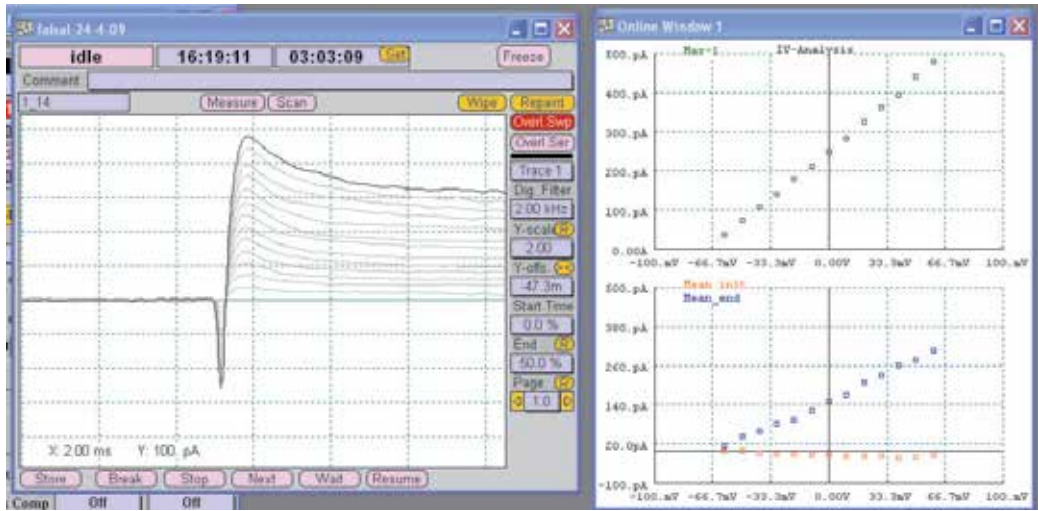 faisal-24-4-09
idle 16:19:11 03:03:09 Set Freeze
Comment
1_14 Measure Scan Wipe Repaint
Overl.Swp
Overl.Ser
Trace 1
Dig. Filter
2.00 kHz
Y-scale
2.00
Y-offs.
-47.3m
Start Time
0.0 %
End
50.0 %
Page
1.0
X: 2.00 ms Y: 100. pA
Store Break Stop Next Wait Resume
Comp Off Off
Online Window 1
Max-1 IV-Analysis
500.pA
400.pA
300.pA
200.pA
100.pA
0.00A
-100.mV -66.7mV -33.3mV 0.00V 33.3mV 66.7mV 100.mV
Mean init
Mean_end
500.pA
380.pA
260.pA
140.pA
20.0pA
-100.pA
-100.mV -66.7mV -33.3mV 0.00V 33.3mV 66.7mV 100.mV